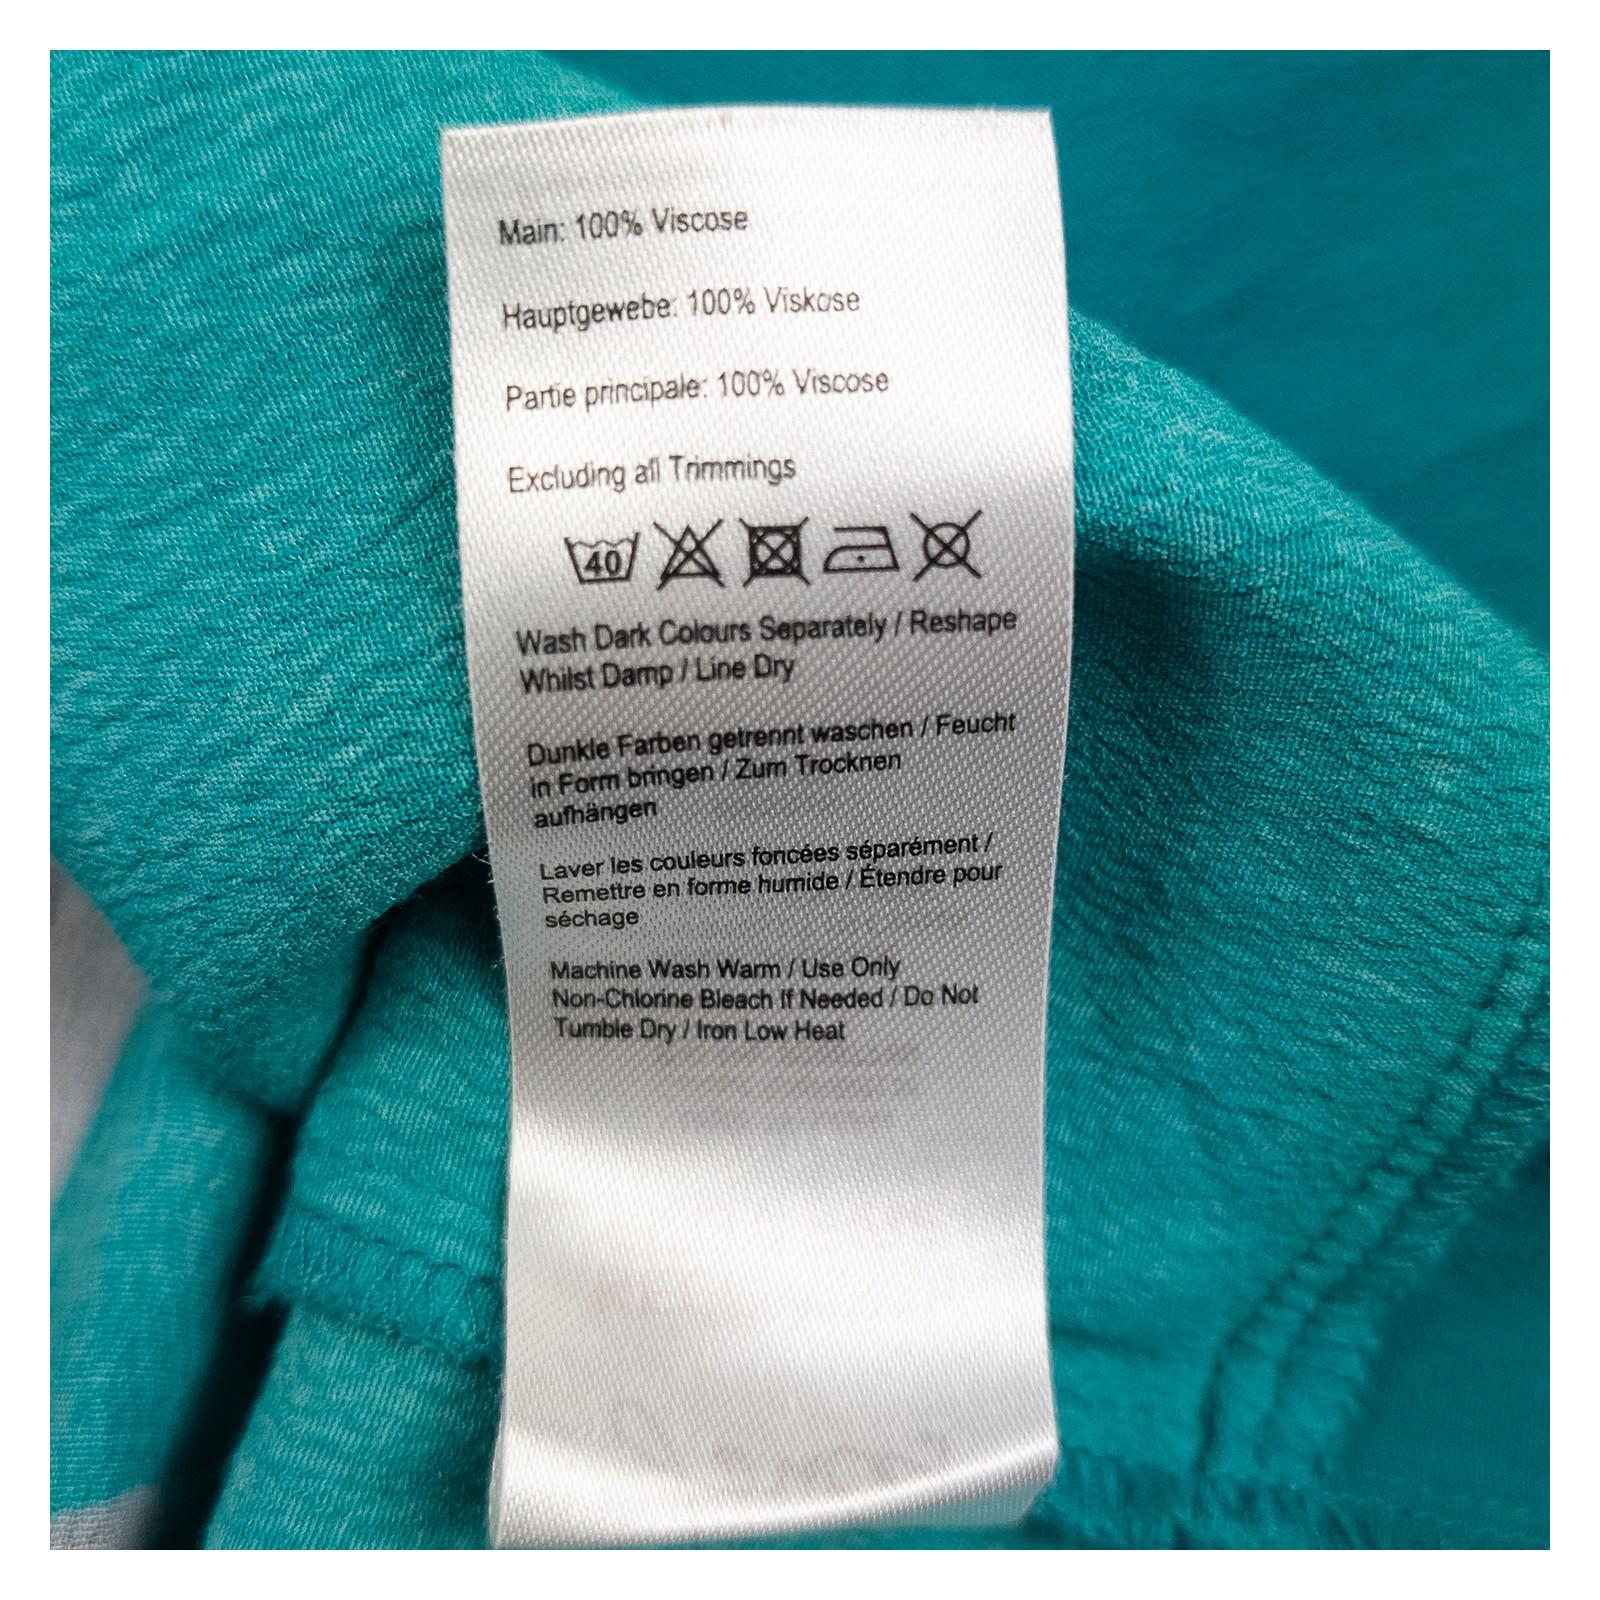 Main: 100% Viscose
Hauptgewebe: 100% Viskose
Partie principale: 100% Viscose
Excluding all Trimmings
40
Wash Dark Colours Separately / Reshape
Whilst Damp / Line Dry
Dunkle Farben getrennt waschen / Feucht
in Form bringen / Zum Trocknen
aufhängen
Laver les couleurs foncées séparément /
Remettre en forme humide / Étendre pour
séchage
Machine Wash Warm / Use Only
Non-Chlorine Bleach If Needed / Do Not
Tumble Dry / Iron Low Heat